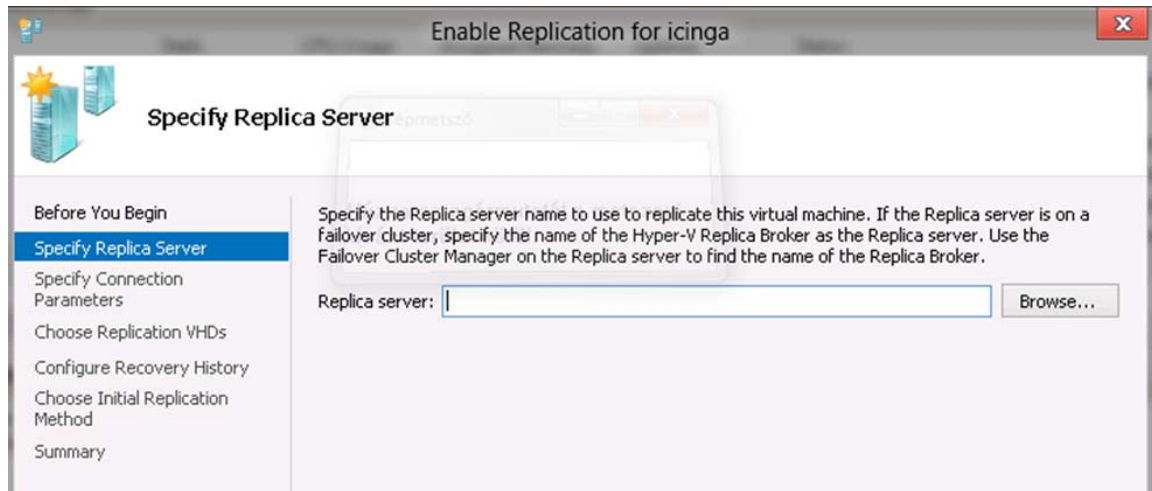 Enable Replication for icinga
Specify Replica Server
Before You Begin
Specify Replica Server
Specify Connection
Parameters
Choose Replication VHDs
Configure Recovery History
Choose Initial Replication
Method
Summary
Specify the Replica server name to use to replicate this virtual machine. If the Replica server is on a
failover cluster, specify the name of the Hyper-V Replica Broker as the Replica server. Use the
Failover Cluster Manager on the Replica server to find the name of the Replica Broker.
Replica server:
Browse...